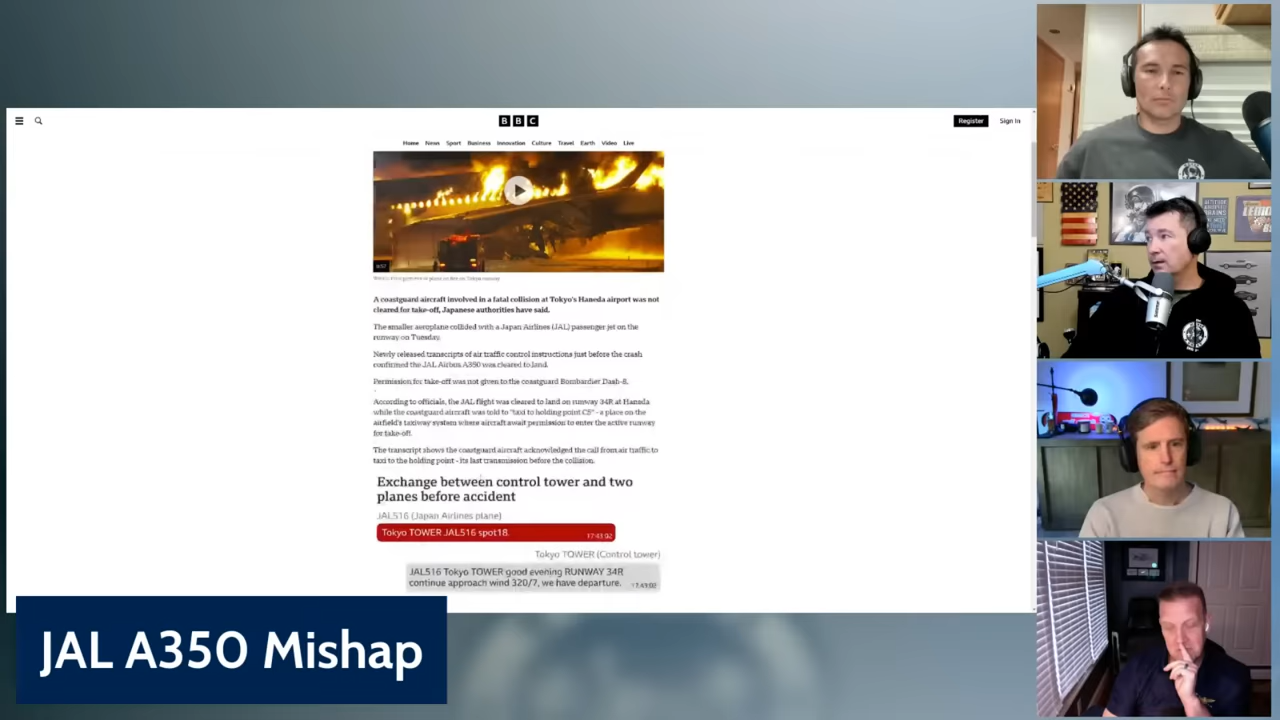 BBC
Register
Sign In
Home News Sport Business Innovation Culture Travel Earth Video Live
A coastguard aircraft involved in a fatal collision at Tokyo's Haneda airport was not
cleared for take-off, Japanese authorities have said.
The smaller aeroplane collided with a Japan Airlines (JAL) passenger jet on the
runway on Tuesday.
Newly released transcripts of air traffic control instructions just before the crash
confirmed the JAL Airbus A350 was cleared to land.
Permission for take-off was not given to the coastguard Bombardier Dash-8.
According to officials, the JAL flight was cleared to land on runway 34R at Haneda
while the coastguard aircraft was told to "taxi to holding point C5" - a place on the
airfield's taxiway system where aircraft await permission to enter the active runway
for take-off.
The transcript shows the coastguard aircraft acknowledged the call from air traffic to
taxi to the holding point - its last transmission before the collision.
Exchange between control tower and two
planes before accident
JAL516 (Japan Airlines plane)
Tokyo TOWER JAL516 spot18.
17:43:02
Tokyo TOWER (Control tower)
JAL516 Tokyo TOWER good evening RUNWAY 34R
continue approach wind 320/7, we have departure.
JAL A350 Mishap